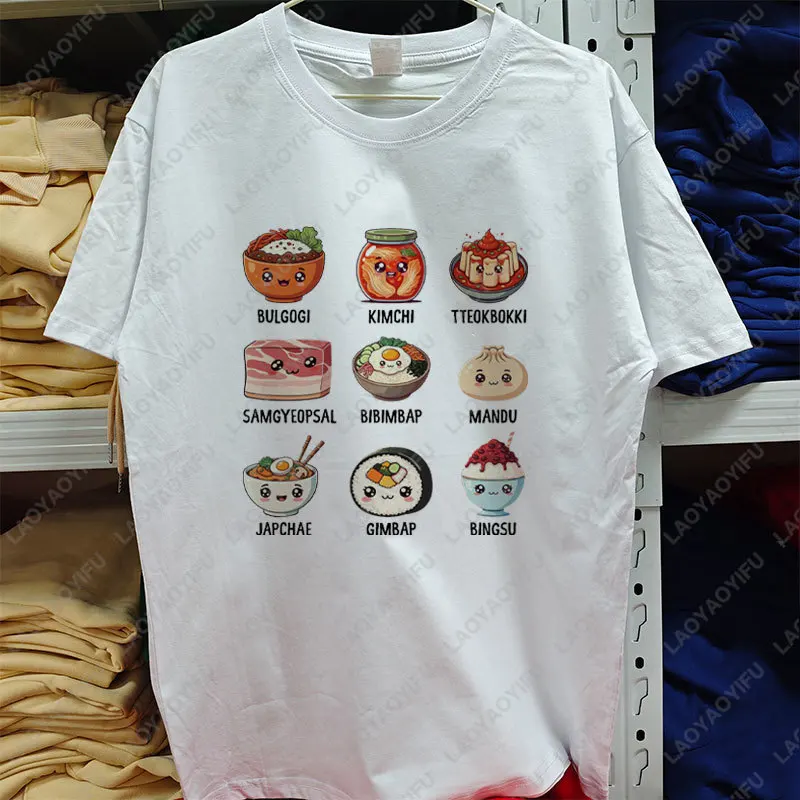 BULGOGI KIMCHI TTEOKBOKKI
SAMGYEOPSAL BIBIMBAP MANDU
JAPCHAE GIMBAP BINGSU
LAOYAOYIFU